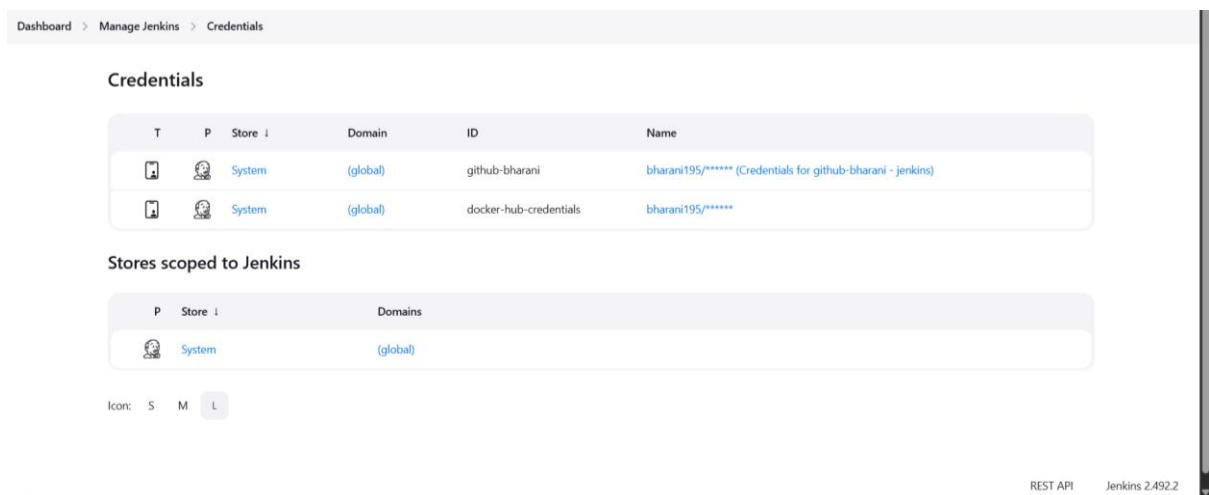 Dashboard > Manage Jenkins > Credentials
Credentials
T P Store ↓ Domain ID Name
System (global) github-bharani bharani195/****** (Credentials for github-bharani - jenkins)
System (global) docker-hub-credentials bharani195/******
Stores scoped to Jenkins
P Store ↓ Domains
System (global)
Icon: S M L
REST API Jenkins 2.492.2